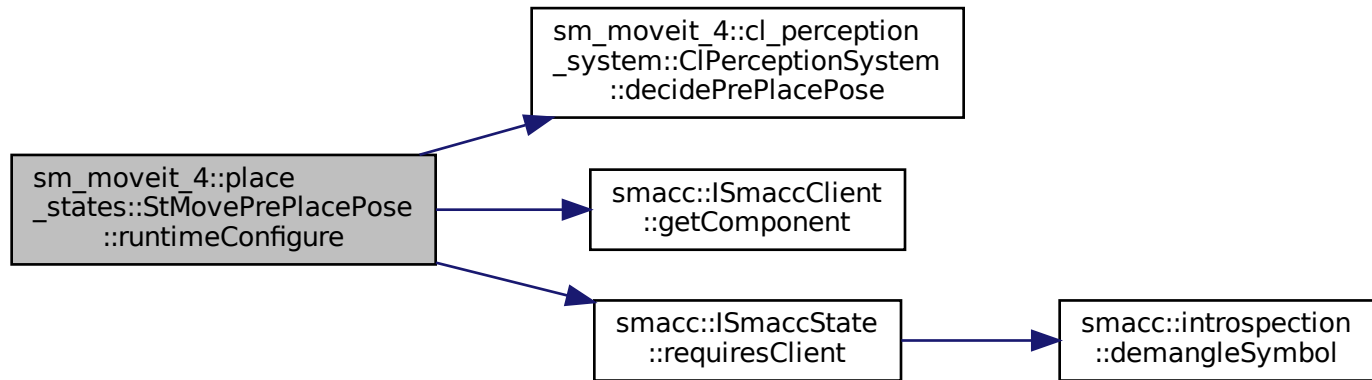 sm_moveit_4::place
_states::StMovePrePlacePose
::runtimeConfigure
sm_moveit_4::cl_perception
_system::ClPerceptionSystem
::decidePrePlacePose
smacc::ISmaccClient
::getComponent
smacc::ISmaccState
::requiresClient
smacc::introspection
::demangleSymbol